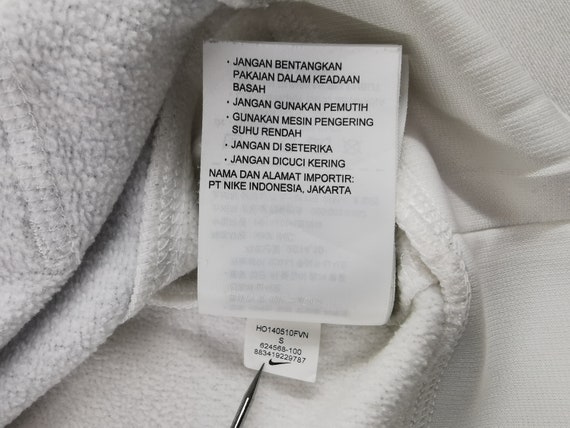 · JANGAN BENTANGKAN
PAKAIAN DALAM KEADAAN
BASAH
· JANGAN GUNAKAN PEMUTIH
· GUNAKAN MESIN PENGERING
SUHU RENDAH
· JANGAN DI SETERIKA
· JANGAN DICUCI KERING
NAMA DAN ALAMAT IMPORTIR:
PT NIKE INDONESIA, JAKARTA
HO140510FVN
S
624568-100
883419229787